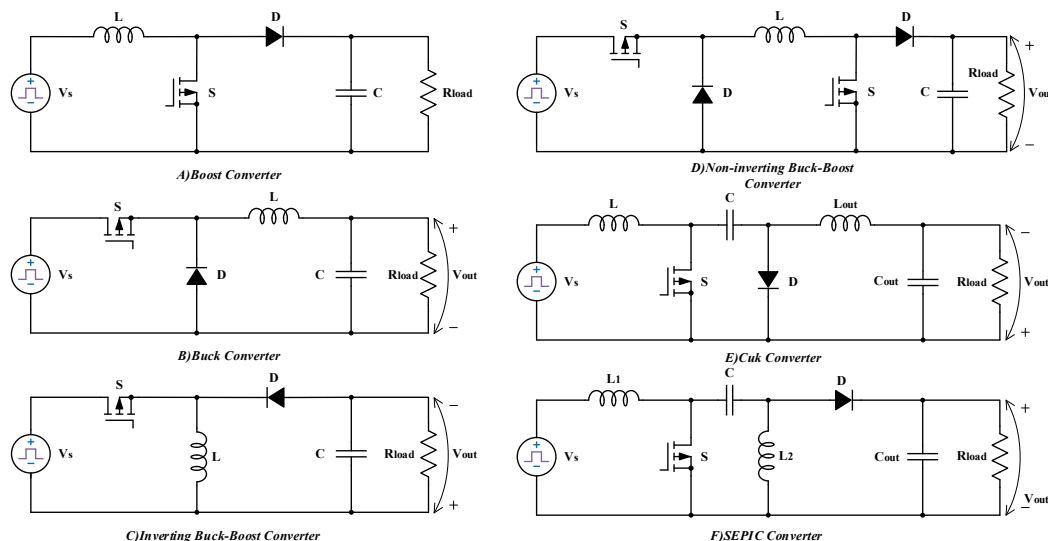 L
D
Vs
S
C
Rload
A)Boost Converter
S
L
Vs
D
C
Rload
+
Vout
−
B)Buck Converter
S
D
Vs
L
C
Rload
−
Vout
+
C)Inverting Buck-Boost Converter
S
L
D
Vs
D
S
C
Rload
+
Vou
−
D)Non-inverting Buck-Boost
Converter
L
C
Lout
Vs
S
D
Cout
Rload
−
Vout
+
E)Cuk Converter
L1
C
D
Vs
S
L2
Cout
Rload
+
Vout
−
F)SEPIC Converter